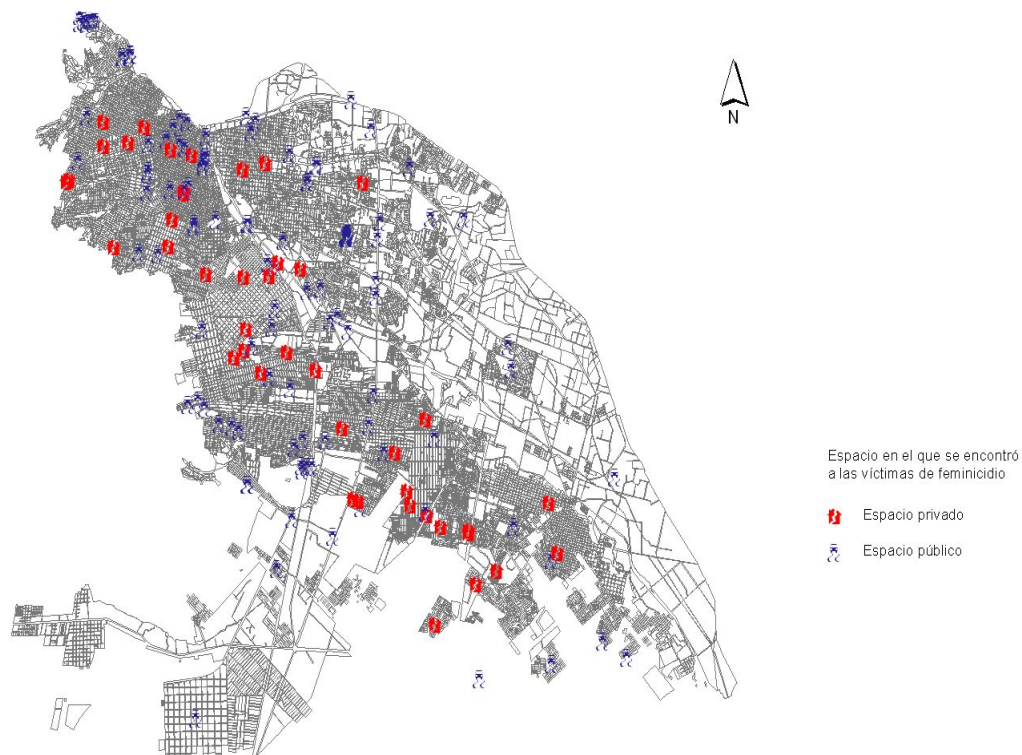 N
Espacio en el que se encontró
a las víctimas de feminicidio
Espacio privado
Espacio público